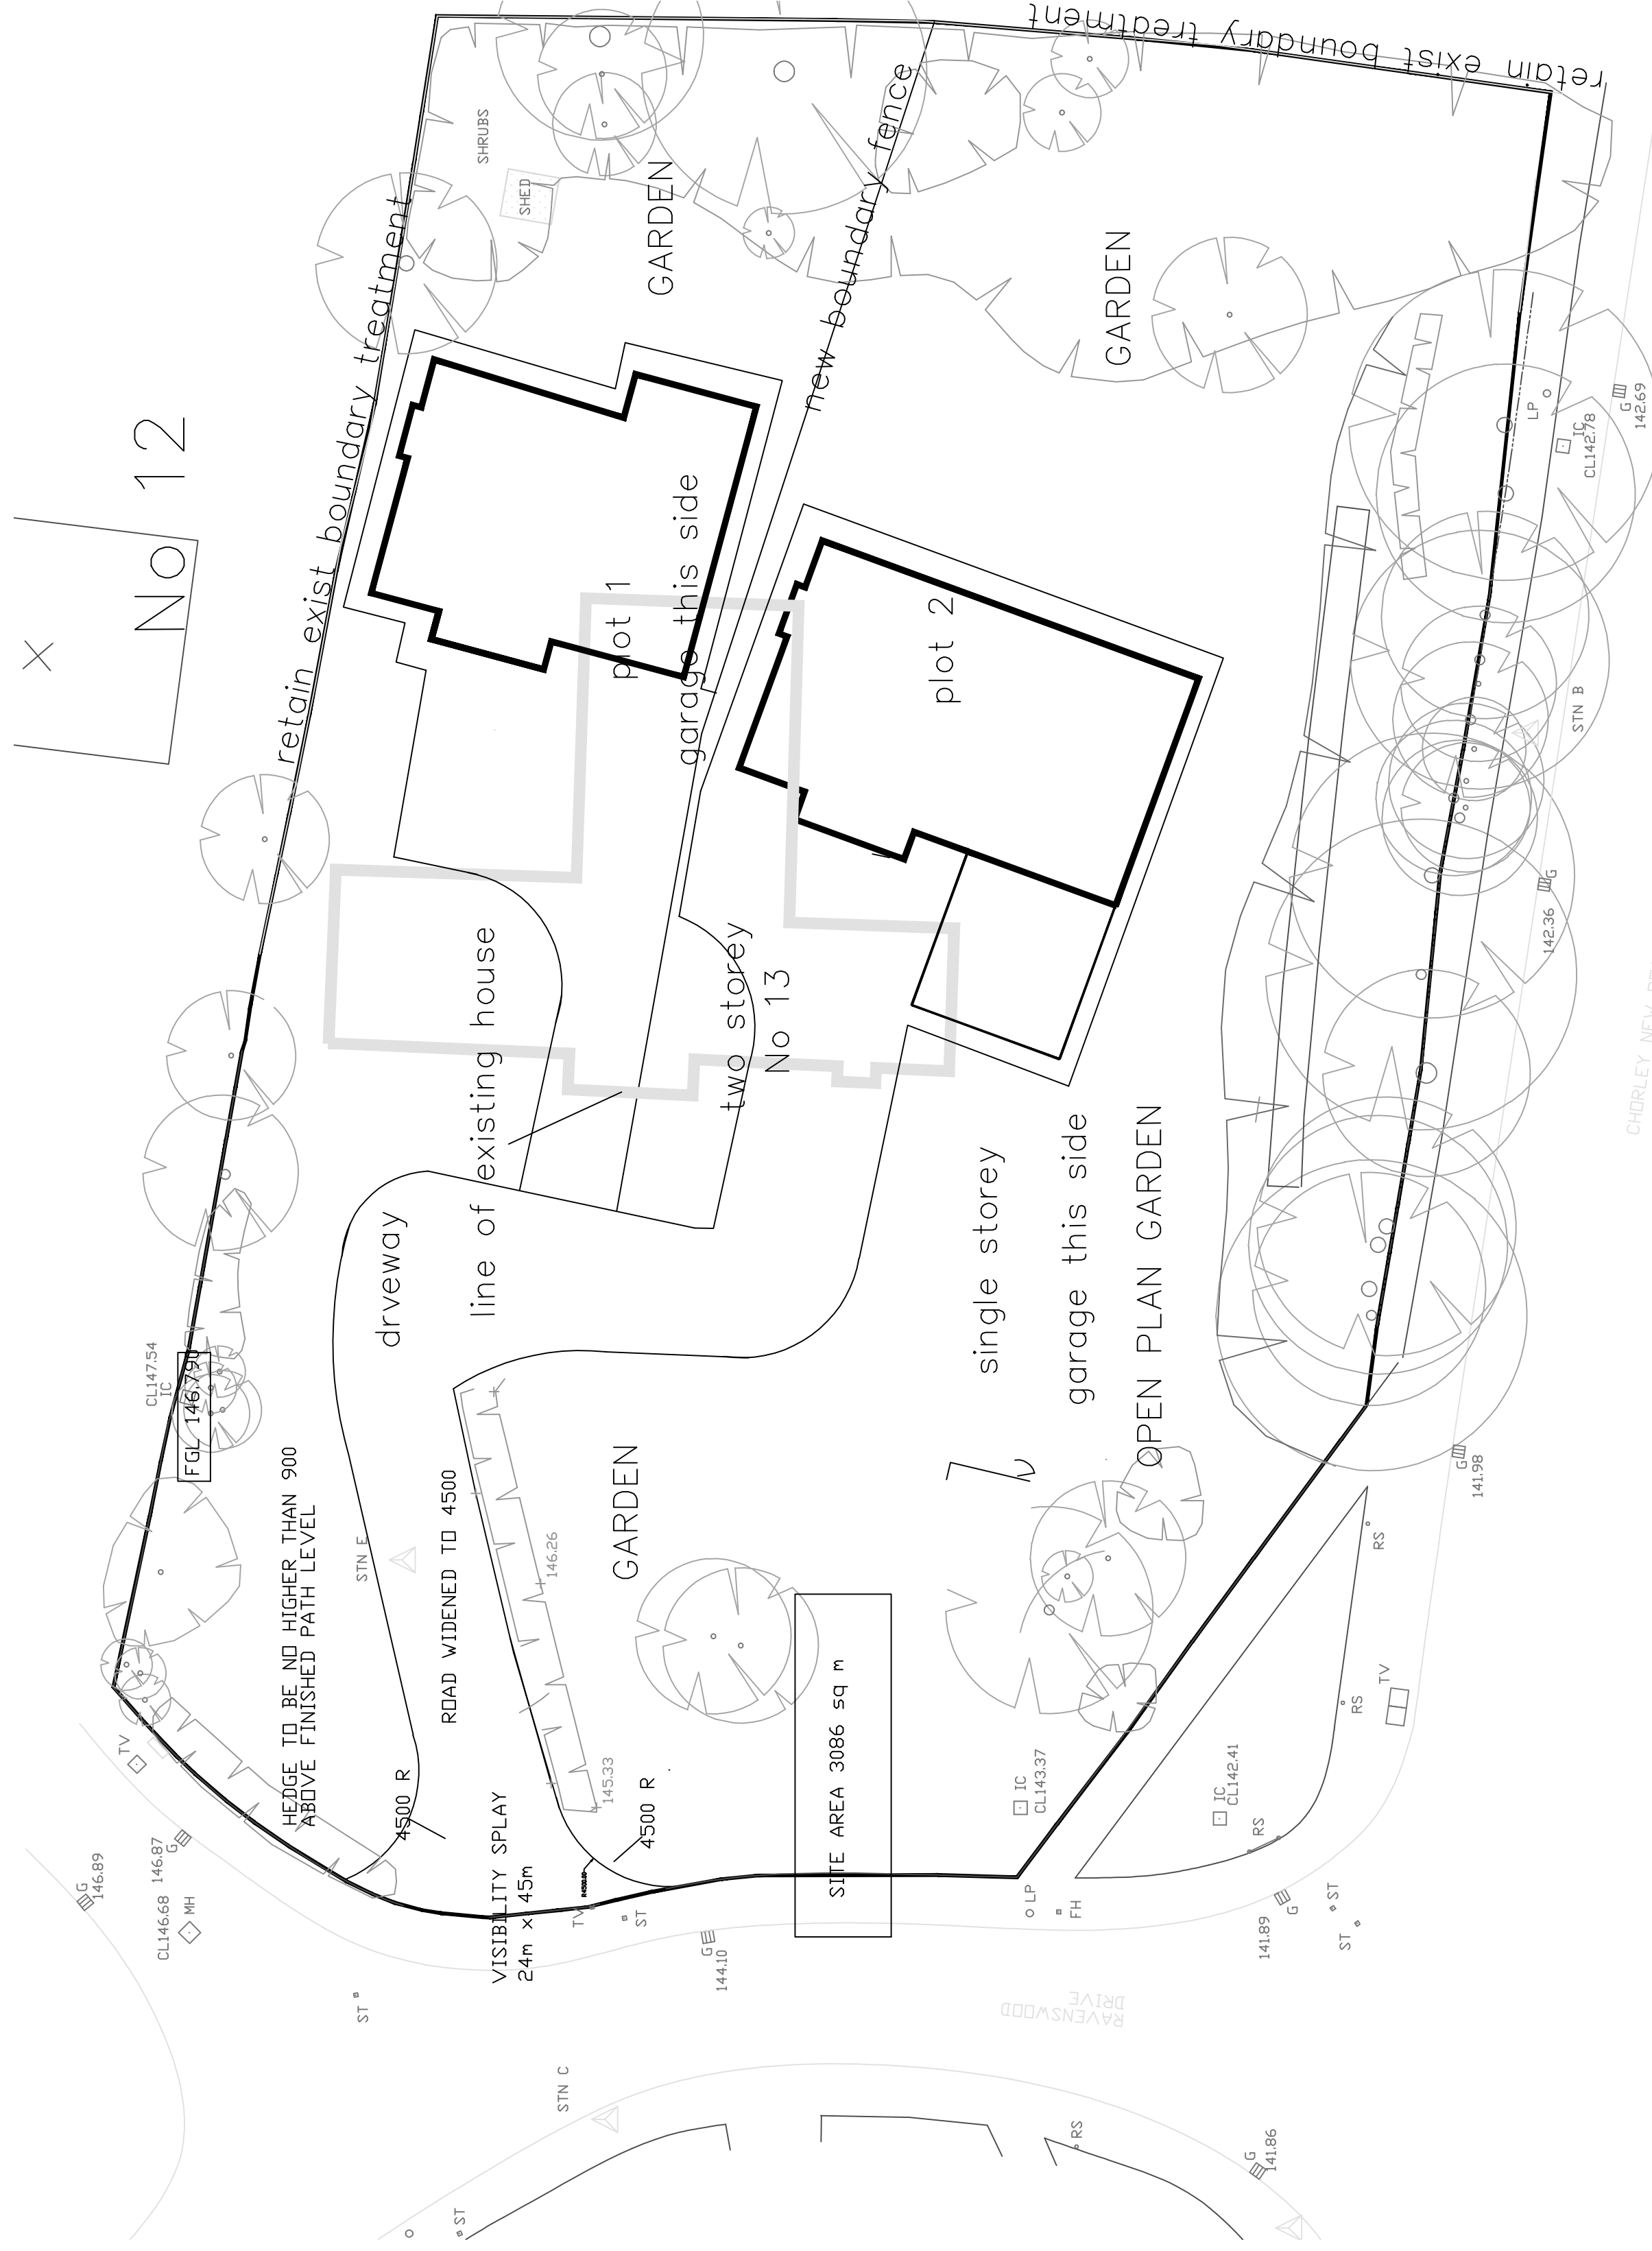 retain exist boundary treatment
SHRUBS
SHED
GARDEN
new boundary fence
retain exist boundary treatment
GARDEN
No 12
LP
IC
CL142.78
G
142.69
plot 1
garage this side
plot 2
STN B
G
142.36
line of existing house
two storey
No 13
drveway
single storey
garage this side
OPEN PLAN GARDEN
CL147.54
IC
FGL 146.790
HEDGE TO BE NO HIGHER THAN 900
ABOVE FINISHED PATH LEVEL
STN E
ROAD WIDENED TO 4500
146.26
GARDEN
G
141.98
RS
RS
TV
SITE AREA 3086 sq m
TV
4500 R
VISIBILITY SPLAY
24m x 45m
R4500.00
145.33
4500 R
IC
CL143.37
IC
CL142.41
RS
G
146.89
146.87
G
CL146.68
MH
TV
ST
G
144.10
LP
FH
141.89
G
ST
ST
ST
RAVENSWOOD
DRIVE
STN C
RS
G
141.86
ST